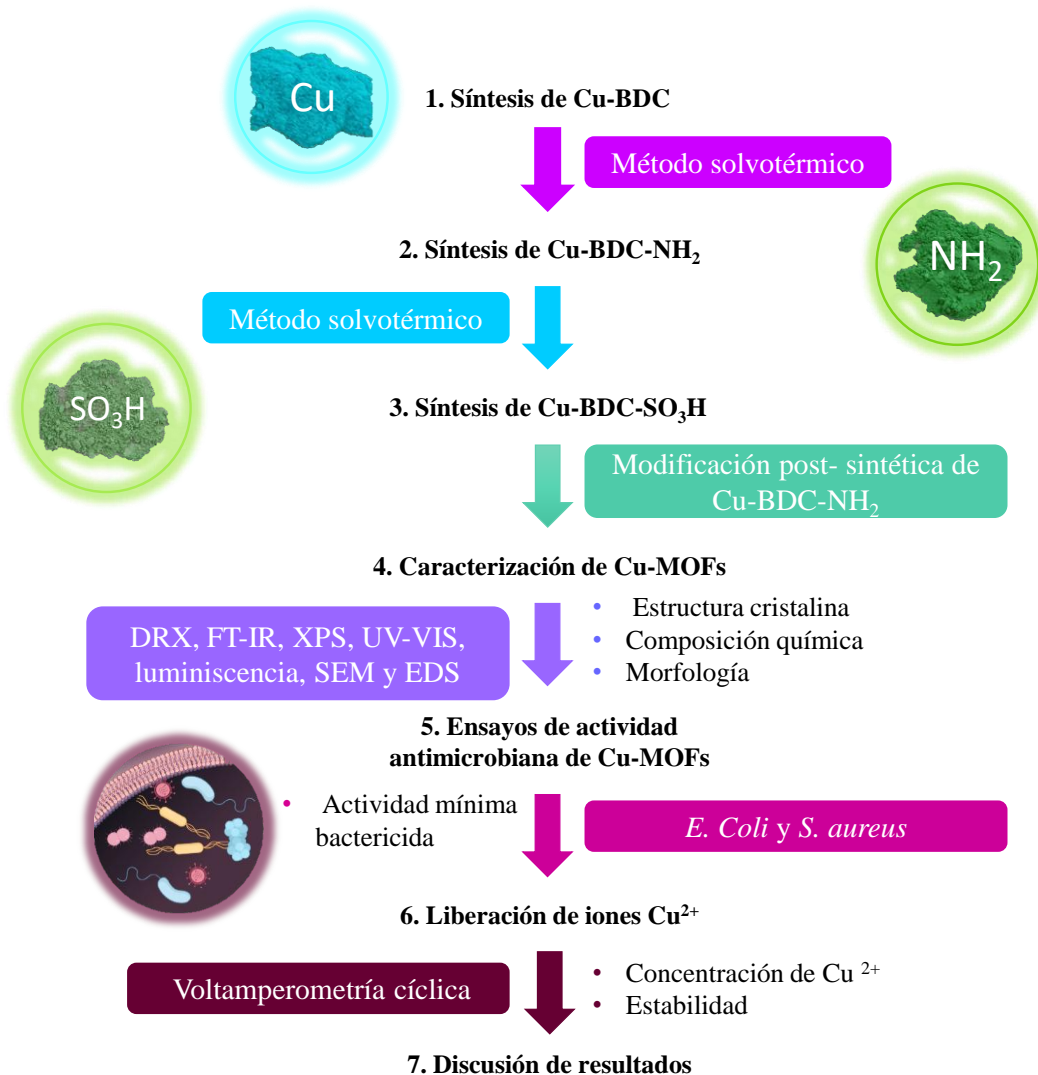 Cu
1. Síntesis de Cu-BDC
Método solvotérmico
2. Síntesis de Cu-BDC-NH₂
NH₂
Método solvotérmico
SO₃H
3. Síntesis de Cu-BDC-SO₃H
Modificación post- sintética de
Cu-BDC-NH₂
4. Caracterización de Cu-MOFs
DRX, FT-IR, XPS, UV-VIS,
luminiscencia, SEM y EDS
• Estructura cristalina
• Composición química
• Morfología
5. Ensayos de actividad
antimicrobiana de Cu-MOFs
• Actividad mínima
bactericida
E. Coli y S. aureus
6. Liberación de iones Cu²⁺
Voltamperometría cíclica
• Concentración de Cu ²⁺
• Estabilidad
7. Discusión de resultados